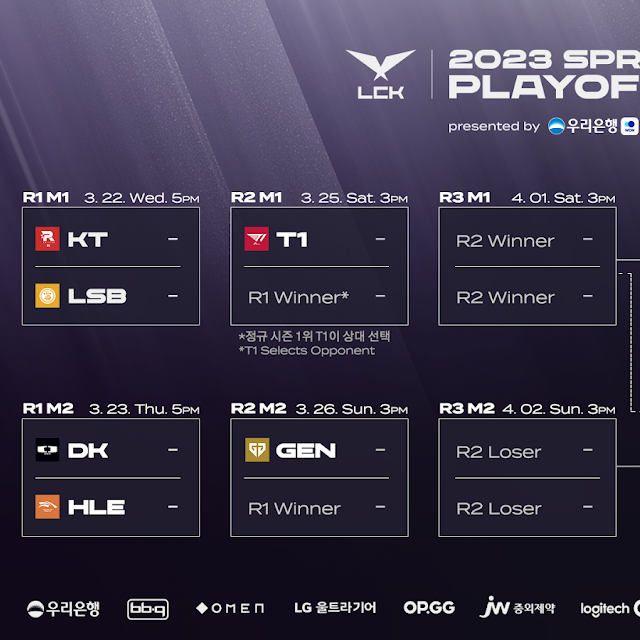 LCK
2023 SPR
PLAYOF
presented by 우리은행 WON
R1 M1 3. 22. Wed. 5PM
KT –
LSB –
R2 M1 3. 25. Sat. 3PM
T1 –
R1 Winner* –
*정규 시즌 1위 T1이 상대 선택
*T1 Selects Opponent
R3 M1 4. 01. Sat. 3PM
R2 Winner –
R2 Winner –
R1 M2 3. 23. Thu. 5PM
DK –
HLE –
R2 M2 3. 26. Sun. 3PM
GEN –
R1 Winner –
R3 M2 4. 02. Sun. 3PM
R2 Loser –
R2 Loser –
우리은행 bb.q OMEN LG 울트라기어 OP.GG jw 중외제약 logitech